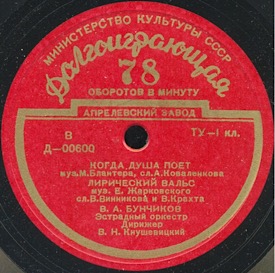 МИНИСТЕРСТВО КУЛЬТУРЫ СССР
Долгоиграющая
78
ОБОРОТОВ В МИНУТУ
АПРЕЛЕВСКИЙ ЗАВОД
В
Д-00600
ТУ-I кл.
КОГДА ДУША ПОЕТ
муз.М.Блантера, сл.А.Коваленкова
ЛИРИЧЕСКИЙ ВАЛЬС
муз. Е. Жарковского
сл.В.Винникова и В.Крахта
В. А. БУНЧИКОВ
Эстрадный оркестр
Дирижер
В. Н. Кнушевицкий